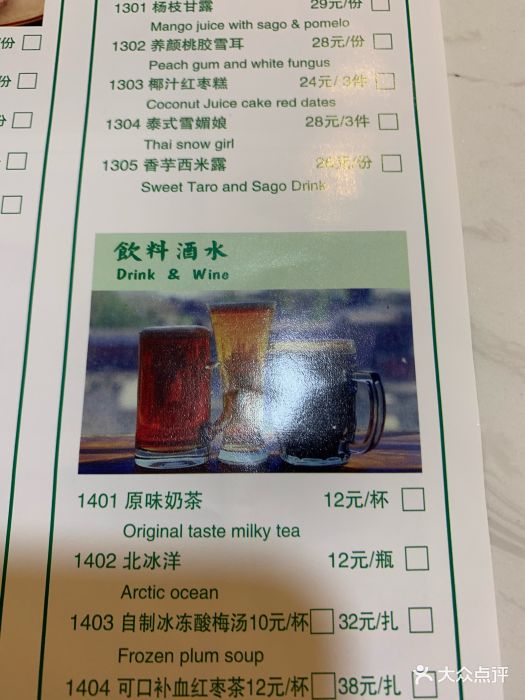 1301 杨枝甘露 29元/份
Mango juice with sago & pomelo
1302 养颜桃胶雪耳 28元/份
Peach gum and white fungus
1303 椰汁红枣糕 24元/3件
Coconut Juice cake red dates
1304 泰式雪媚娘 28元/3件
Thai snow girl
1305 香芋西米露 26元/份
Sweet Taro and Sago Drink
飲料酒水
Drink & Wine
1401 原味奶茶 12元/杯
Original taste milky tea
1402 北冰洋 12元/瓶
Arctic ocean
1403 自制冰冻酸梅汤10元/杯 32元/扎
Frozen plum soup
1404 可口补血红枣茶12元/杯 38元/扎
/份
/份
/件
大众点评